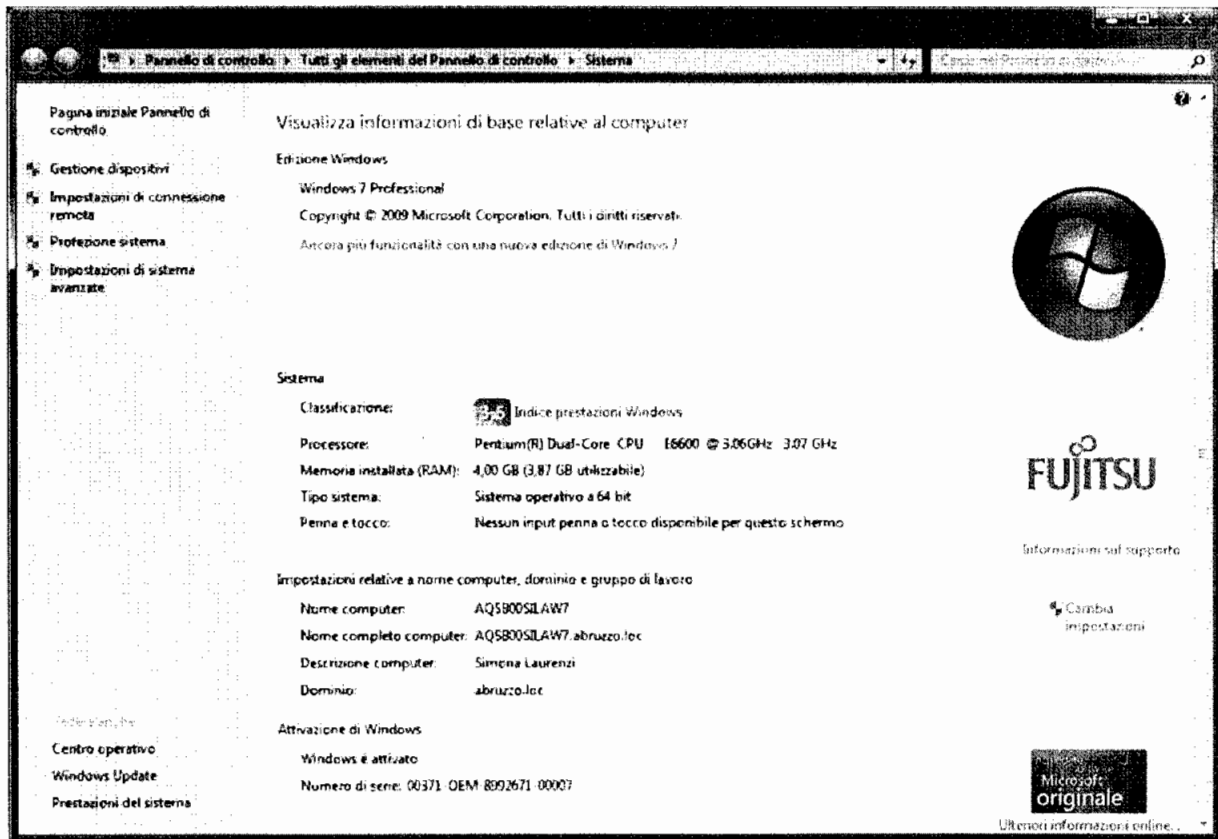 Pannello di controllo ▸ Tutti gli elementi del Pannello di controllo ▸ Sistema
Pagina iniziale Pannello di
controllo
Gestione dispositivi
Impostazioni di connessione
remota
Protezione sistema
Impostazioni di sistema
avanzate
Visualizza informazioni di base relative al computer
Edizione Windows
Windows 7 Professional
Copyright © 2009 Microsoft Corporation. Tutti i diritti riservati.
Ancora più funzionalità con una nuova edizione di Windows 7
Sistema
Classificazione: 3,5 Indice prestazioni Windows
Processore: Pentium(R) Dual-Core CPU E6600 @ 3.06GHz 3.07 GHz
Memoria installata (RAM): 4,00 GB (3,87 GB utilizzabile)
Tipo sistema: Sistema operativo a 64 bit
Penna e tocco: Nessun input penna o tocco disponibile per questo schermo
FUJITSU
Informazioni sul supporto
Impostazioni relative a nome computer, dominio e gruppo di lavoro
Nome computer: AQSB00SILAW7
Nome completo computer: AQSB00SILAW7.abruzzo.loc
Descrizione computer: Simona Laurenzi
Dominio: abruzzo.loc
Cambia
impostazioni
Attivazione di Windows
Windows è attivato
Numero di serie: 00371-OEM-8992671-00007
Vedere anche
Centro operativo
Windows Update
Prestazioni del sistema
Microsoft
originale
Ulteriori informazioni online...